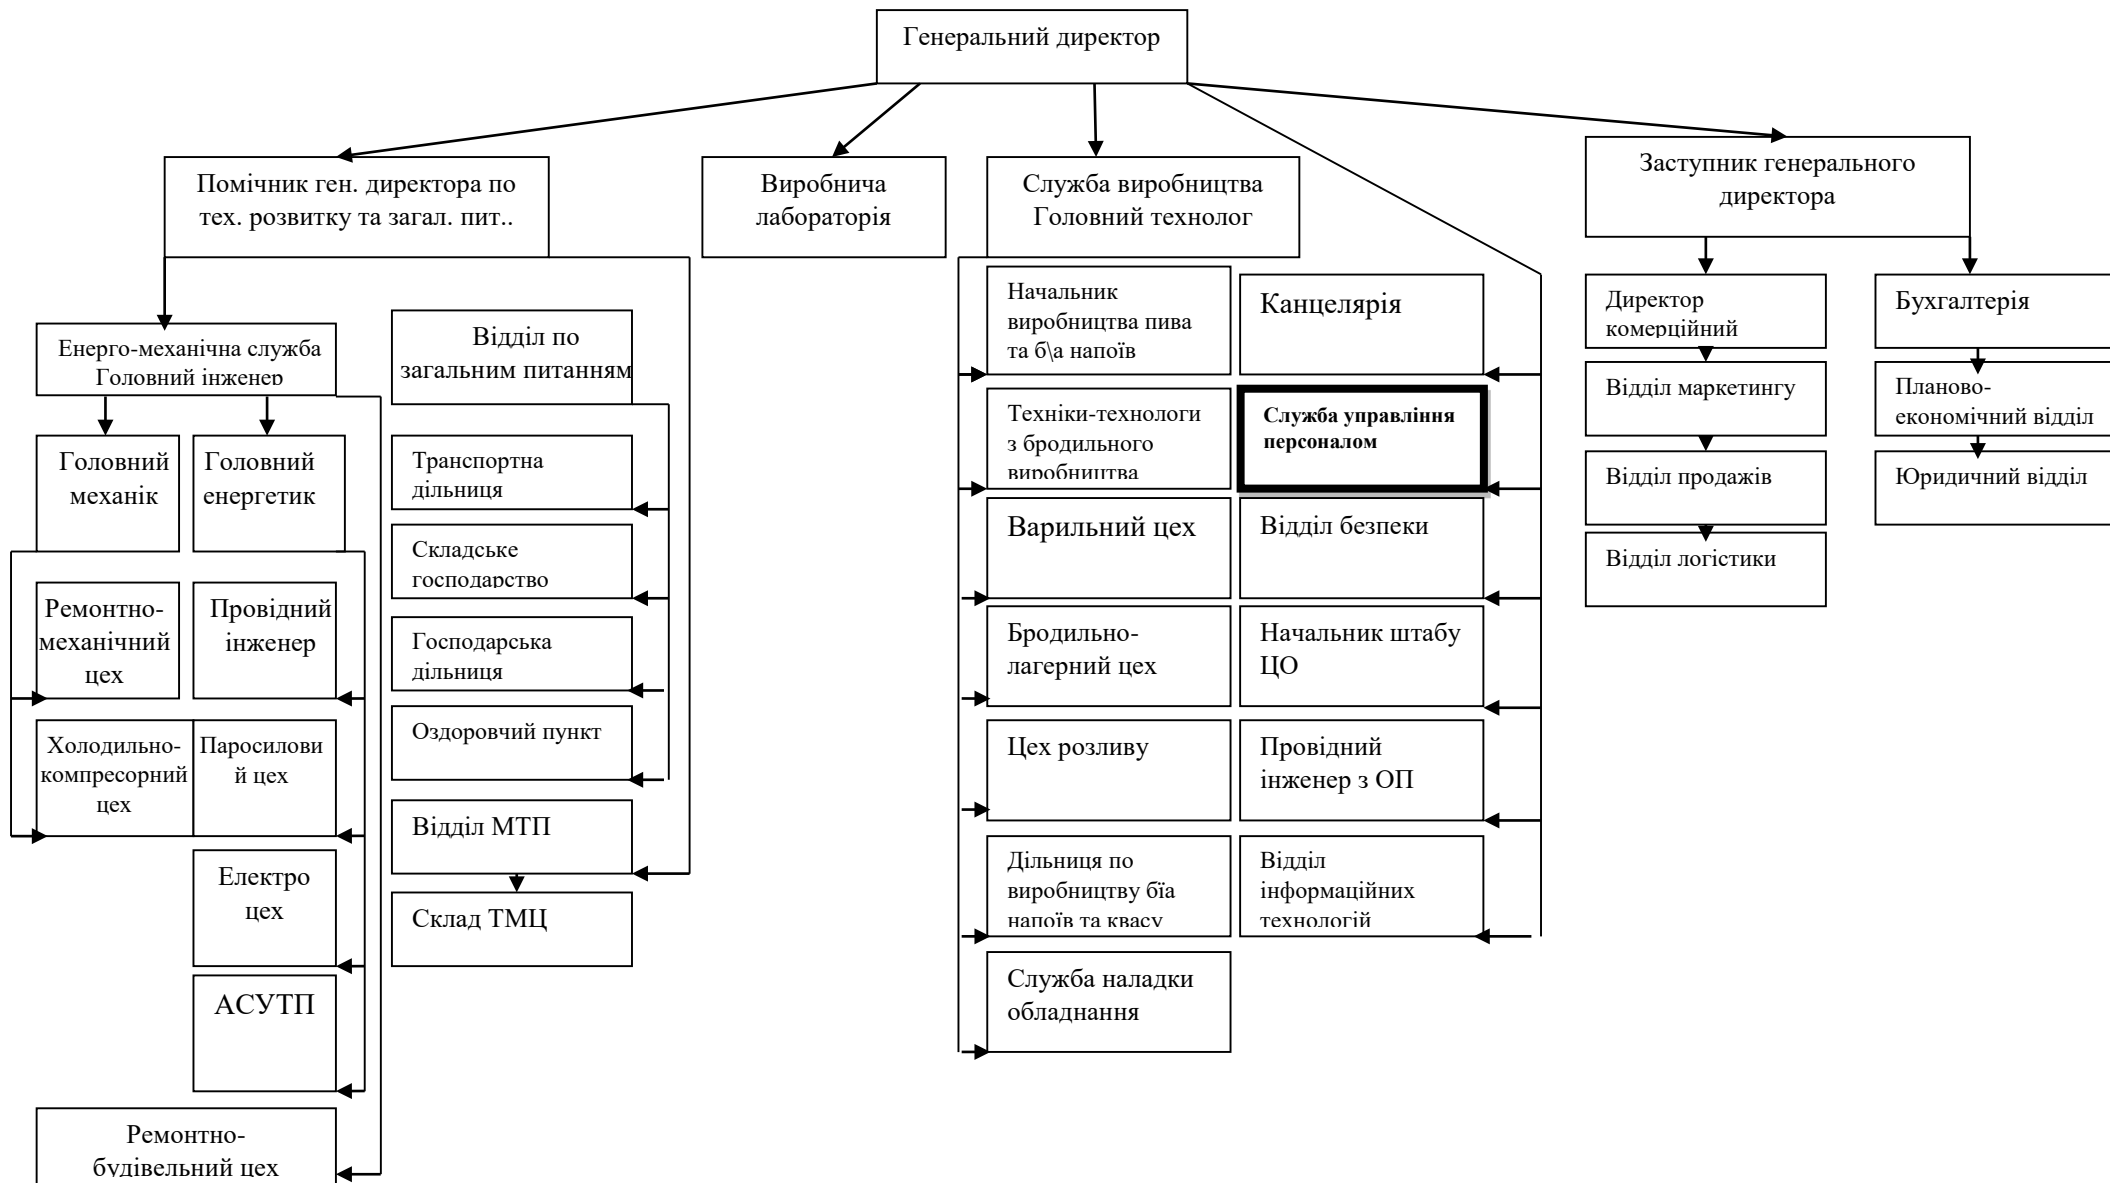 Генеральний директор
Помічник ген. директора по
тех. розвитку та загал. пит..
Виробнича
лабораторія
Служба виробництва
Головний технолог
Заступник генерального
директора
Енерго-механічна служба
Головний інженер
Головний
механік
Головний
енергетик
Ремонтно-
механічний
цех
Провідний
інженер
Холодильно-
компресорний
цех
Паросилови
й цех
Електро
цех
АСУТП
Ремонтно-
будівельний цех
Відділ по
загальним питанням
Транспортна
дільниця
Складське
господарство
Господарська
дільниця
Оздоровчий пункт
Відділ МТП
Склад ТМЦ
Начальник
виробництва пива
та б\а напоїв
Техніки-технологи
з бродильного
виробництва
Варильний цех
Бродильно-
лагерний цех
Цех розливу
Дільниця по
виробництву бїа
напоїв та квасу
Служба наладки
обладнання
Канцелярія
Служба управління
персоналом
Відділ безпеки
Начальник штабу
ЦО
Провідний
інженер з ОП
Відділ
інформаційних
технологій
Директор
комерційний
Відділ маркетингу
Відділ продажів
Відділ логістики
Бухгалтерія
Планово-
економічний відділ
Юридичний відділ